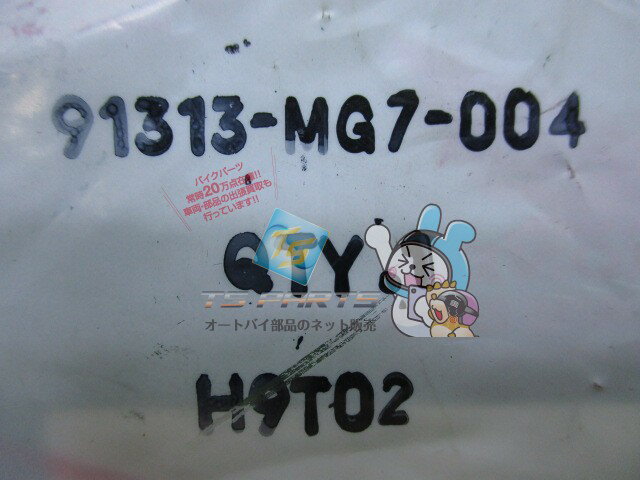 91313-MG7-004
バイクパーツ
常時20万点在庫!!
車両・部品の出張買取も
行っています!!
QTY
TS
TS-PARTS
オートバイ部品のネット販売
H9T02